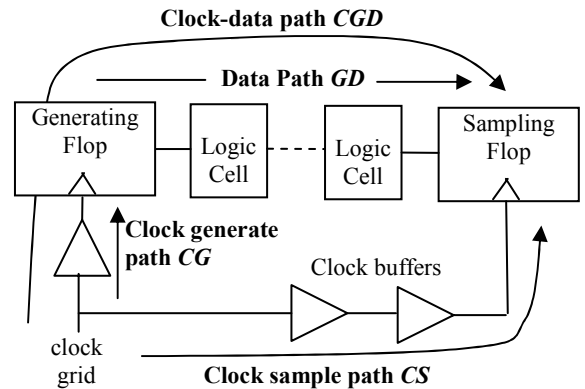 Clock-data path CGD
Data Path GD
Generating
Flop
Logic
Cell
Logic
Cell
Sampling
Flop
Clock generate
path CG
Clock buffers
clock
grid
Clock sample path CS